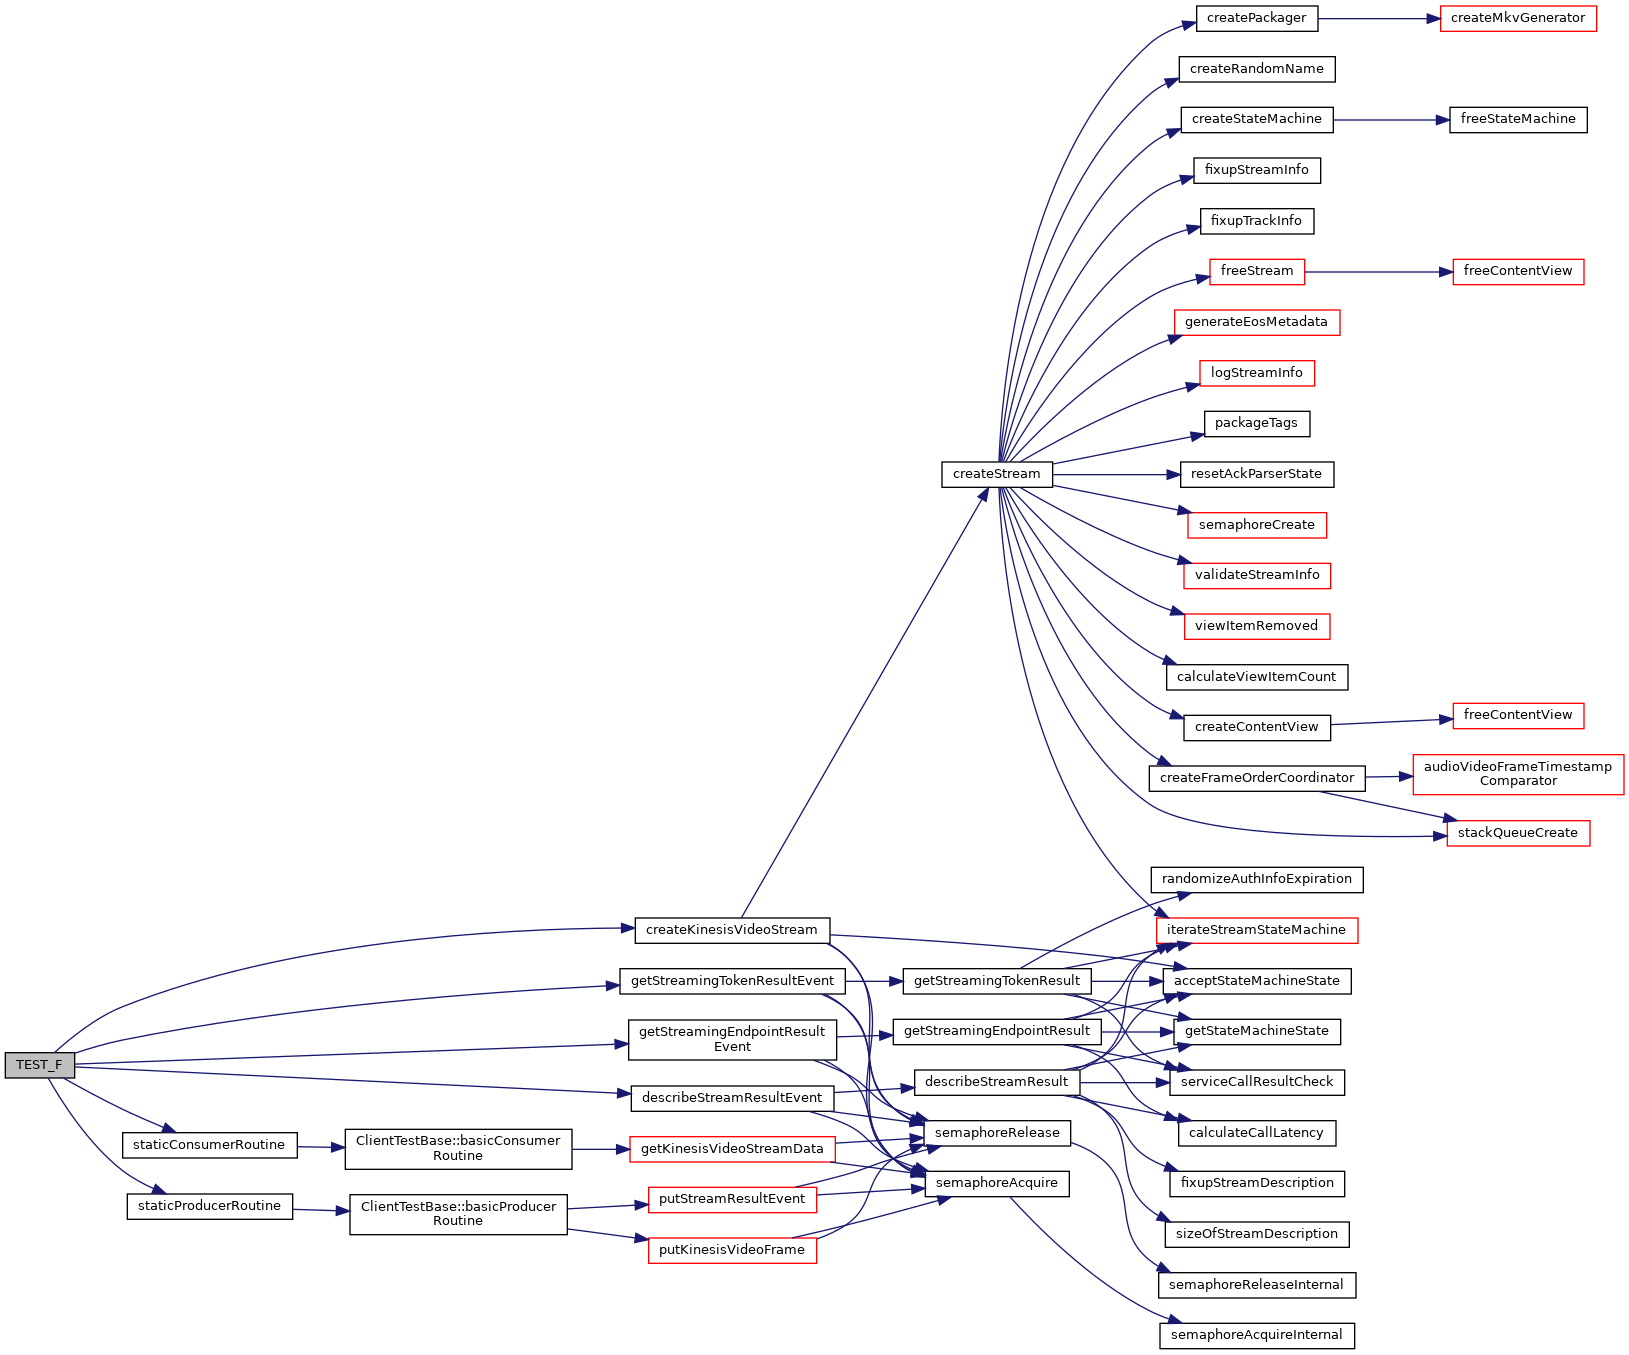 createPackager
createMkvGenerator
createRandomName
createStateMachine
freeStateMachine
fixupStreamInfo
fixupTrackInfo
freeStream
freeContentView
generateEosMetadata
logStreamInfo
packageTags
createStream
resetAckParserState
semaphoreCreate
validateStreamInfo
viewItemRemoved
calculateViewItemCount
createContentView
freeContentView
createFrameOrderCoordinator
audioVideoFrameTimestamp
Comparator
stackQueueCreate
randomizeAuthInfoExpiration
createKinesisVideoStream
iterateStreamStateMachine
getStreamingTokenResultEvent
getStreamingTokenResult
acceptStateMachineState
getStreamingEndpointResult
Event
getStreamingEndpointResult
getStateMachineState
TEST_F
describeStreamResultEvent
describeStreamResult
serviceCallResultCheck
staticConsumerRoutine
ClientTestBase::basicConsumer
Routine
getKinesisVideoStreamData
semaphoreRelease
calculateCallLatency
semaphoreAcquire
fixupStreamDescription
staticProducerRoutine
ClientTestBase::basicProducer
Routine
putStreamResultEvent
putKinesisVideoFrame
sizeOfStreamDescription
semaphoreReleaseInternal
semaphoreAcquireInternal